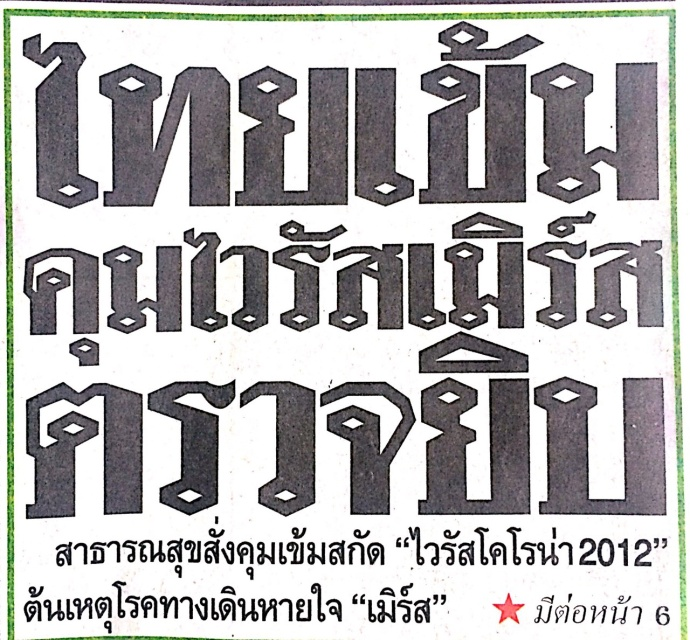 ไทยเข้ม
คุมไวรัสเมิร์ส
ตรวจยิบ
สาธารณสุขสั่งคุมเข้มสกัด “ไวรัสโคโรน่า2012”
ต้นเหตุโรคทางเดินหายใจ “เมิร์ส” ★ มีต่อหน้า 6